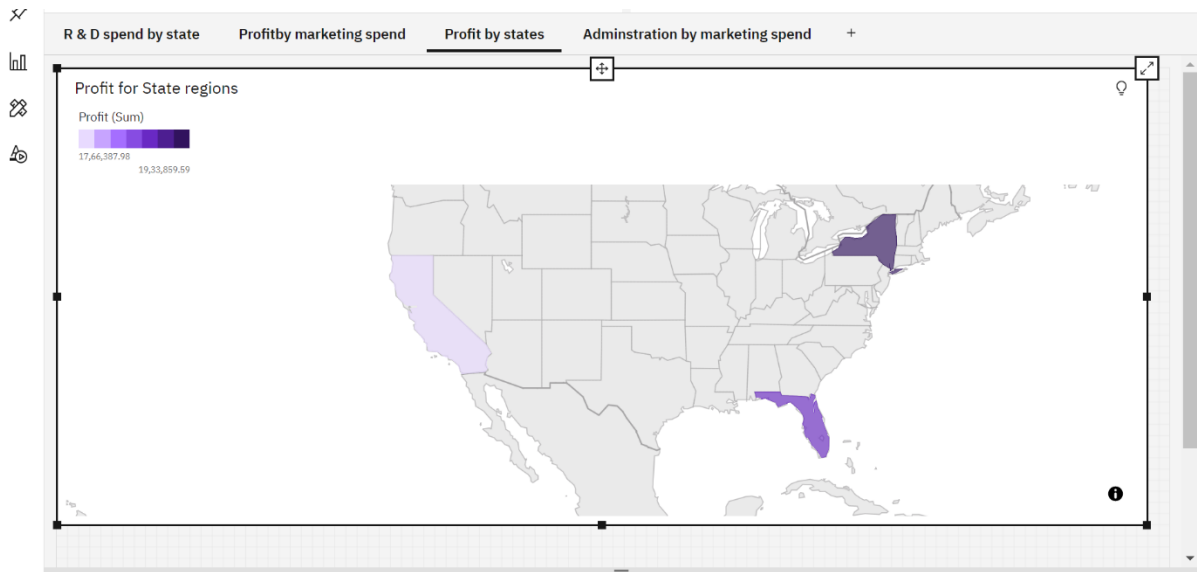 R & D spend by state
Profitby marketing spend
Profit by states
Adminstration by marketing spend
+
Profit for State regions
Profit (Sum)
17,66,387.98
19,33,859.59